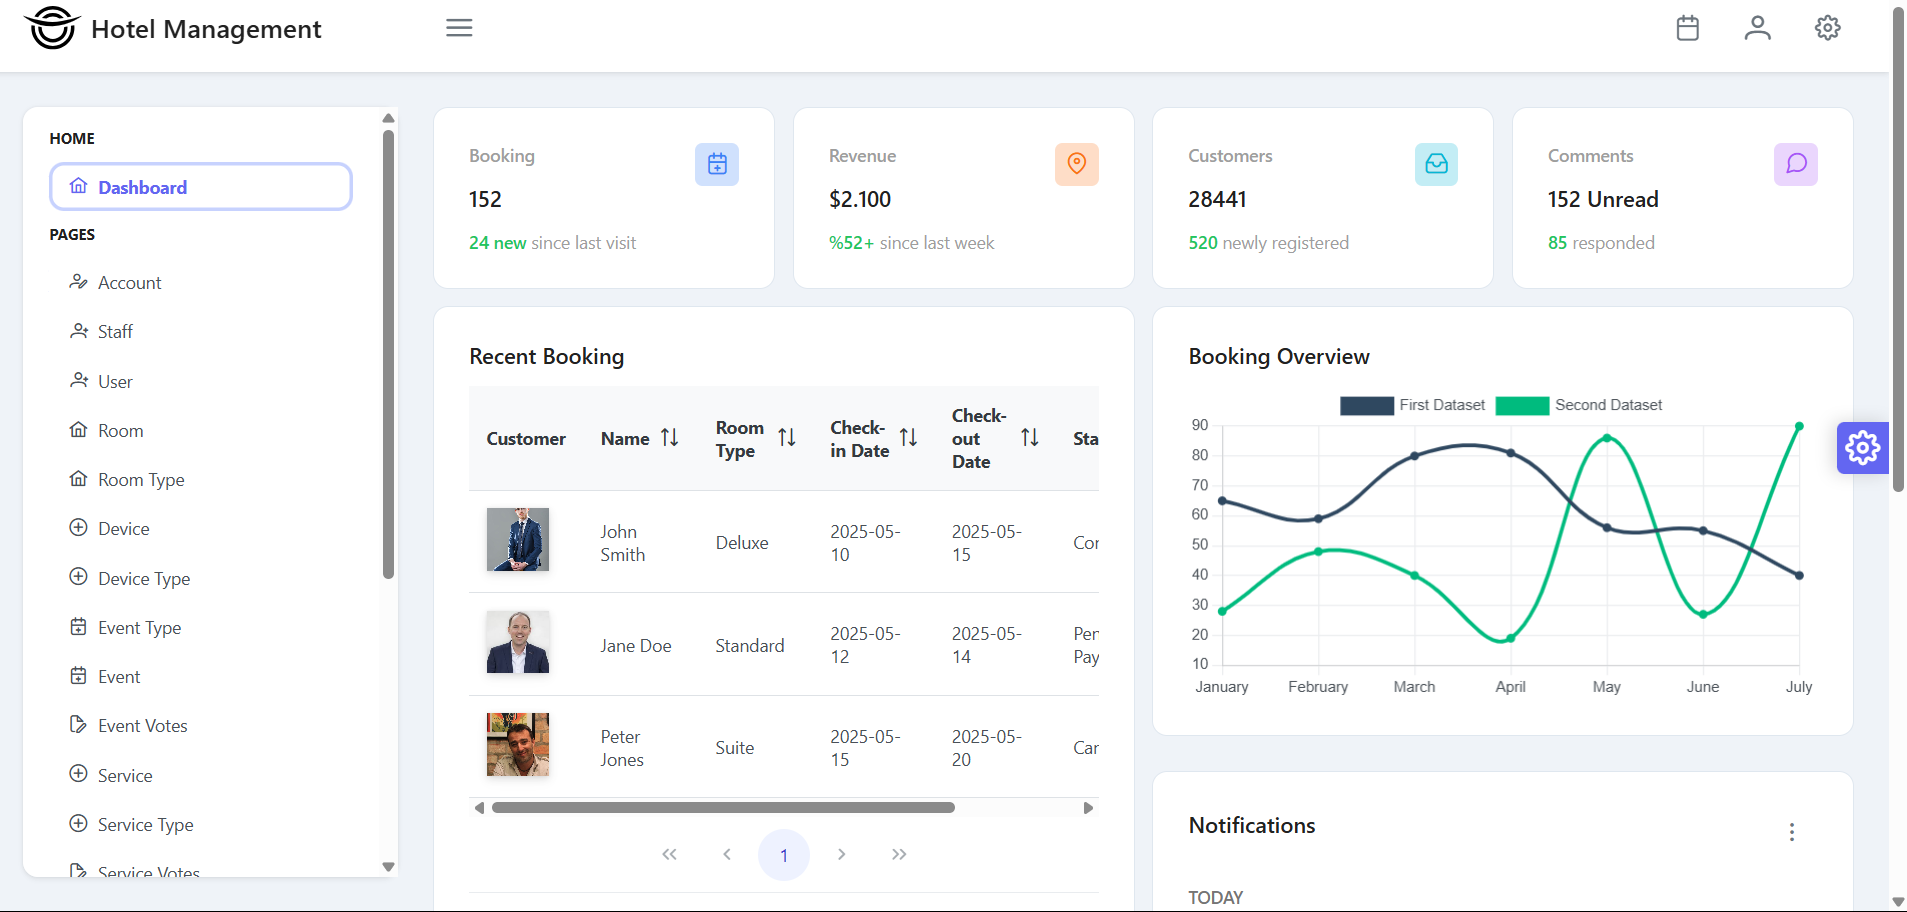 Hotel Management
HOME
Dashboard
PAGES
Account
Staff
User
Room
Room Type
Device
Device Type
Event Type
Event
Event Votes
Service
Service Type
Service Votes
Booking
152
24 new since last visit
Revenue
$2.100
%52+ since last week
Customers
28441
520 newly registered
Comments
152 Unread
85 responded
Recent Booking
Customer
Name
Room
Type
Check-
in Date
Check-
out
Date
Sta
John
Smith
Deluxe
2025-05-
10
2025-05-
15
Cor
Jane Doe
Standard
2025-05-
12
2025-05-
14
Pen
Pay
Peter
Jones
Suite
2025-05-
15
2025-05-
20
Car
1
Booking Overview
First Dataset
Second Dataset
90
80
70
60
50
40
30
20
10
January
February
March
April
May
June
July
Notifications
TODAY